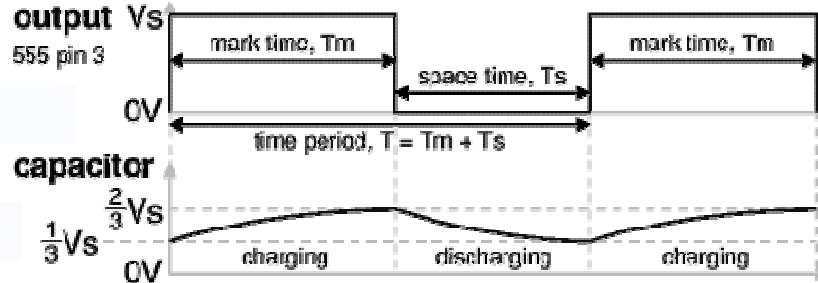 output Vs
555 pin 3
mark time, Tm
mark time, Tm
space time, Ts
0V
time period, T = Tm + Ts
capacitor
2/3Vs
1/3Vs
0V
charging
discharging
charging